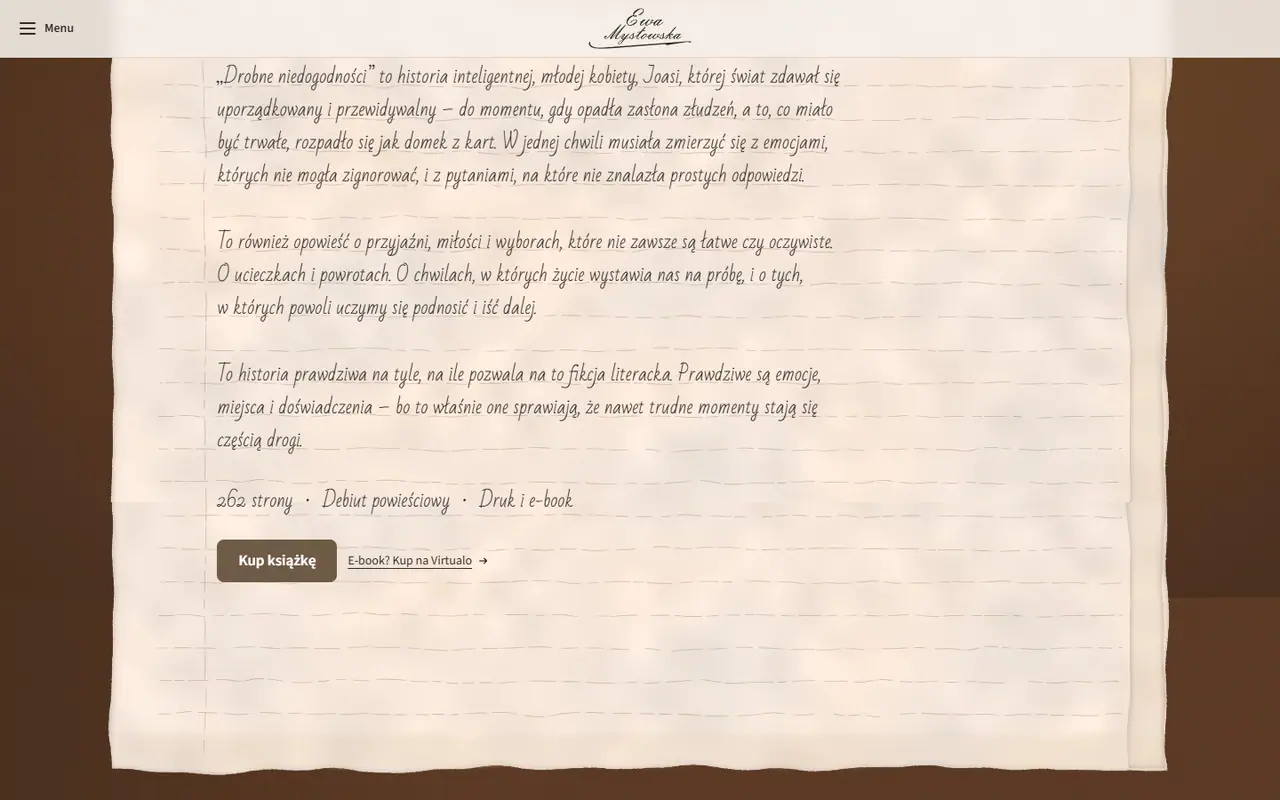 Menu
Ewa
Mysłowska
„Drobne niedogodności” to historia inteligentnej, młodej kobiety, Joasi, której świat zdawał się
uporządkowany i przewidywalny – do momentu, gdy opadła zasłona złudzeń, a to, co miało
być trwałe, rozpadło się jak domek z kart. W jednej chwili musiała zmierzyć się z emocjami,
których nie mogła zignorować, i z pytaniami, na które nie znalazła prostych odpowiedzi.
To również opowieść o przyjaźni, miłości i wyborach, które nie zawsze są łatwe czy oczywiste.
O ucieczkach i powrotach. O chwilach, w których życie wystawia nas na próbę, i o tych,
w których powoli uczymy się podnosić i iść dalej.
To historia prawdziwa na tyle, na ile pozwala na to fikcja literacka. Prawdziwe są emocje,
miejsca i doświadczenia – bo to właśnie one sprawiają, że nawet trudne momenty stają się
częścią drogi.
262 strony · Debiut powieściowy · Druk i e-book
Kup książkę E-book? Kup na Virtualo →